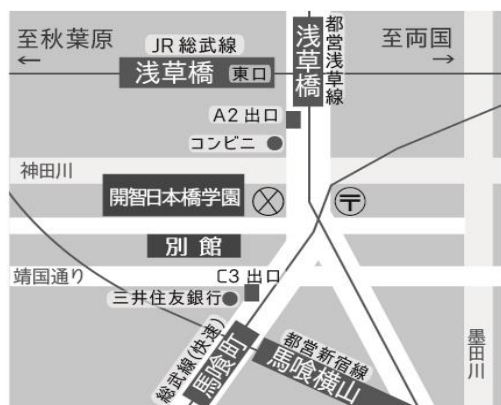 至秋葉原
←
JR総武線
浅草橋 東口
浅草橋
都営浅草線
至両国
→
A2出口
コンビニ
神田川
開智日本橋学園
〒
別館
靖国通り
C3出口
三井住友銀行
総武線(快速)
馬喰町
都営新宿線
馬喰横山
墨田川